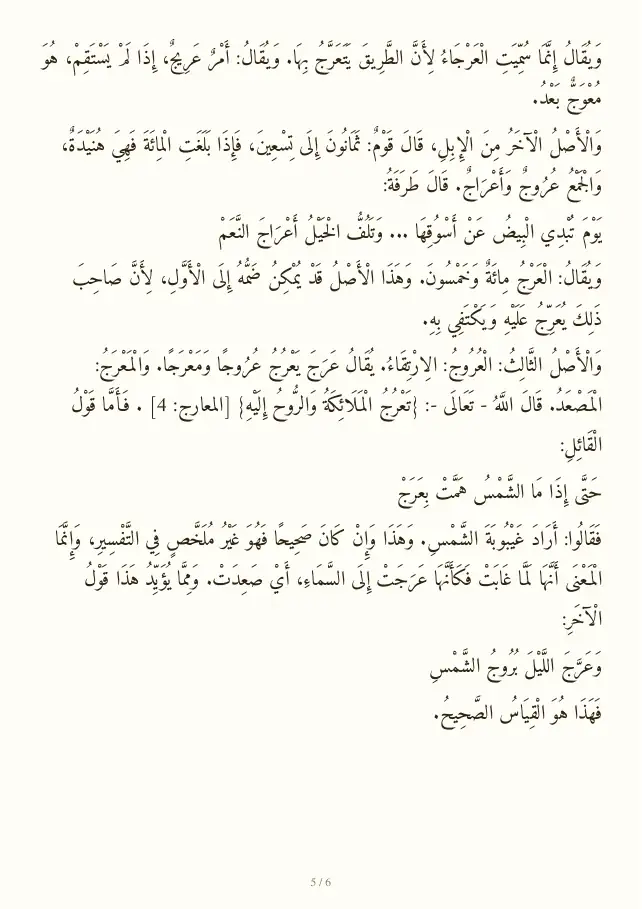 وَيُقَالُ إِنَّمَا سُمِّيَتِ الْعَرْجَاءُ لِأَنَّ الطَّرِيقَ يَتَعَرَّجُ بِهَا. وَيُقَالُ: أَمْرٌ عَرِيجٌ، إِذَا لَمْ يَسْتَقِمْ، هُوَ
مُعْوَجٌّ بَعْدُ.
وَالْأَصْلُ الْآخَرُ مِنَ الْإِبِلِ، قَالَ قَوْمٌ: ثَمَانُونَ إِلَى تِسْعِينَ، فَإِذَا بَلَغَتِ الْمِائَةَ فَهِيَ هُنَيْدَةٌ،
وَالْجَمْعُ عُرُوجٌ وَأَعْرَاجٌ. قَالَ طَرَفَةُ:
يَوْمَ تُبْدِي الْبِيضُ عَنْ أَسْوُقِهَا ... وَتَلُفُّ الْخَيْلُ أَعْرَاجَ النَّعَمْ
وَيُقَالُ: الْعَرْجُ مِائَةٌ وَخَمْسُونَ. وَهَذَا الْأَصْلُ قَدْ يُمْكِنُ ضَمُّهُ إِلَى الْأَوَّلِ، لِأَنَّ صَاحِبَ
ذَلِكَ يُعَرِّجُ عَلَيْهِ وَيَكْتَفِي بِهِ.
وَالْأَصْلُ الثَّالِثُ: الْعُرُوجُ: الِارْتِقَاءُ. يُقَالُ عَرَجَ يَعْرُجُ عُرُوجًا وَمَعْرَجًا. وَالْمَعْرَجُ:
الْمَصْعَدُ. قَالَ اللَّهُ - تَعَالَى -: {تَعْرُجُ الْمَلَائِكَةُ وَالرُّوحُ إِلَيْهِ} [المعارج: 4] . فَأَمَّا قَوْلُ
الْقَائِلِ:
حَتَّى إِذَا مَا الشَّمْسُ هَمَّتْ بِعَرَجْ
فَقَالُوا: أَرَادَ غَيْبُوبَةَ الشَّمْسِ. وَهَذَا وَإِنْ كَانَ صَحِيحًا فَهُوَ غَيْرُ مُلَخَّصٍ فِي التَّفْسِيرِ، وَإِنَّمَا
الْمَعْنَى أَنَّهَا لَمَّا غَابَتْ فَكَأَنَّهَا عَرَجَتْ إِلَى السَّمَاءِ، أَيْ صَعِدَتْ. وَمِمَّا يُؤَيِّدُ هَذَا قَوْلُ
الْآخَرِ:
وَعَرَّجَ اللَّيْلَ بُرُوجُ الشَّمْسِ
فَهَذَا هُوَ الْقِيَاسُ الصَّحِيحُ.
5 / 6